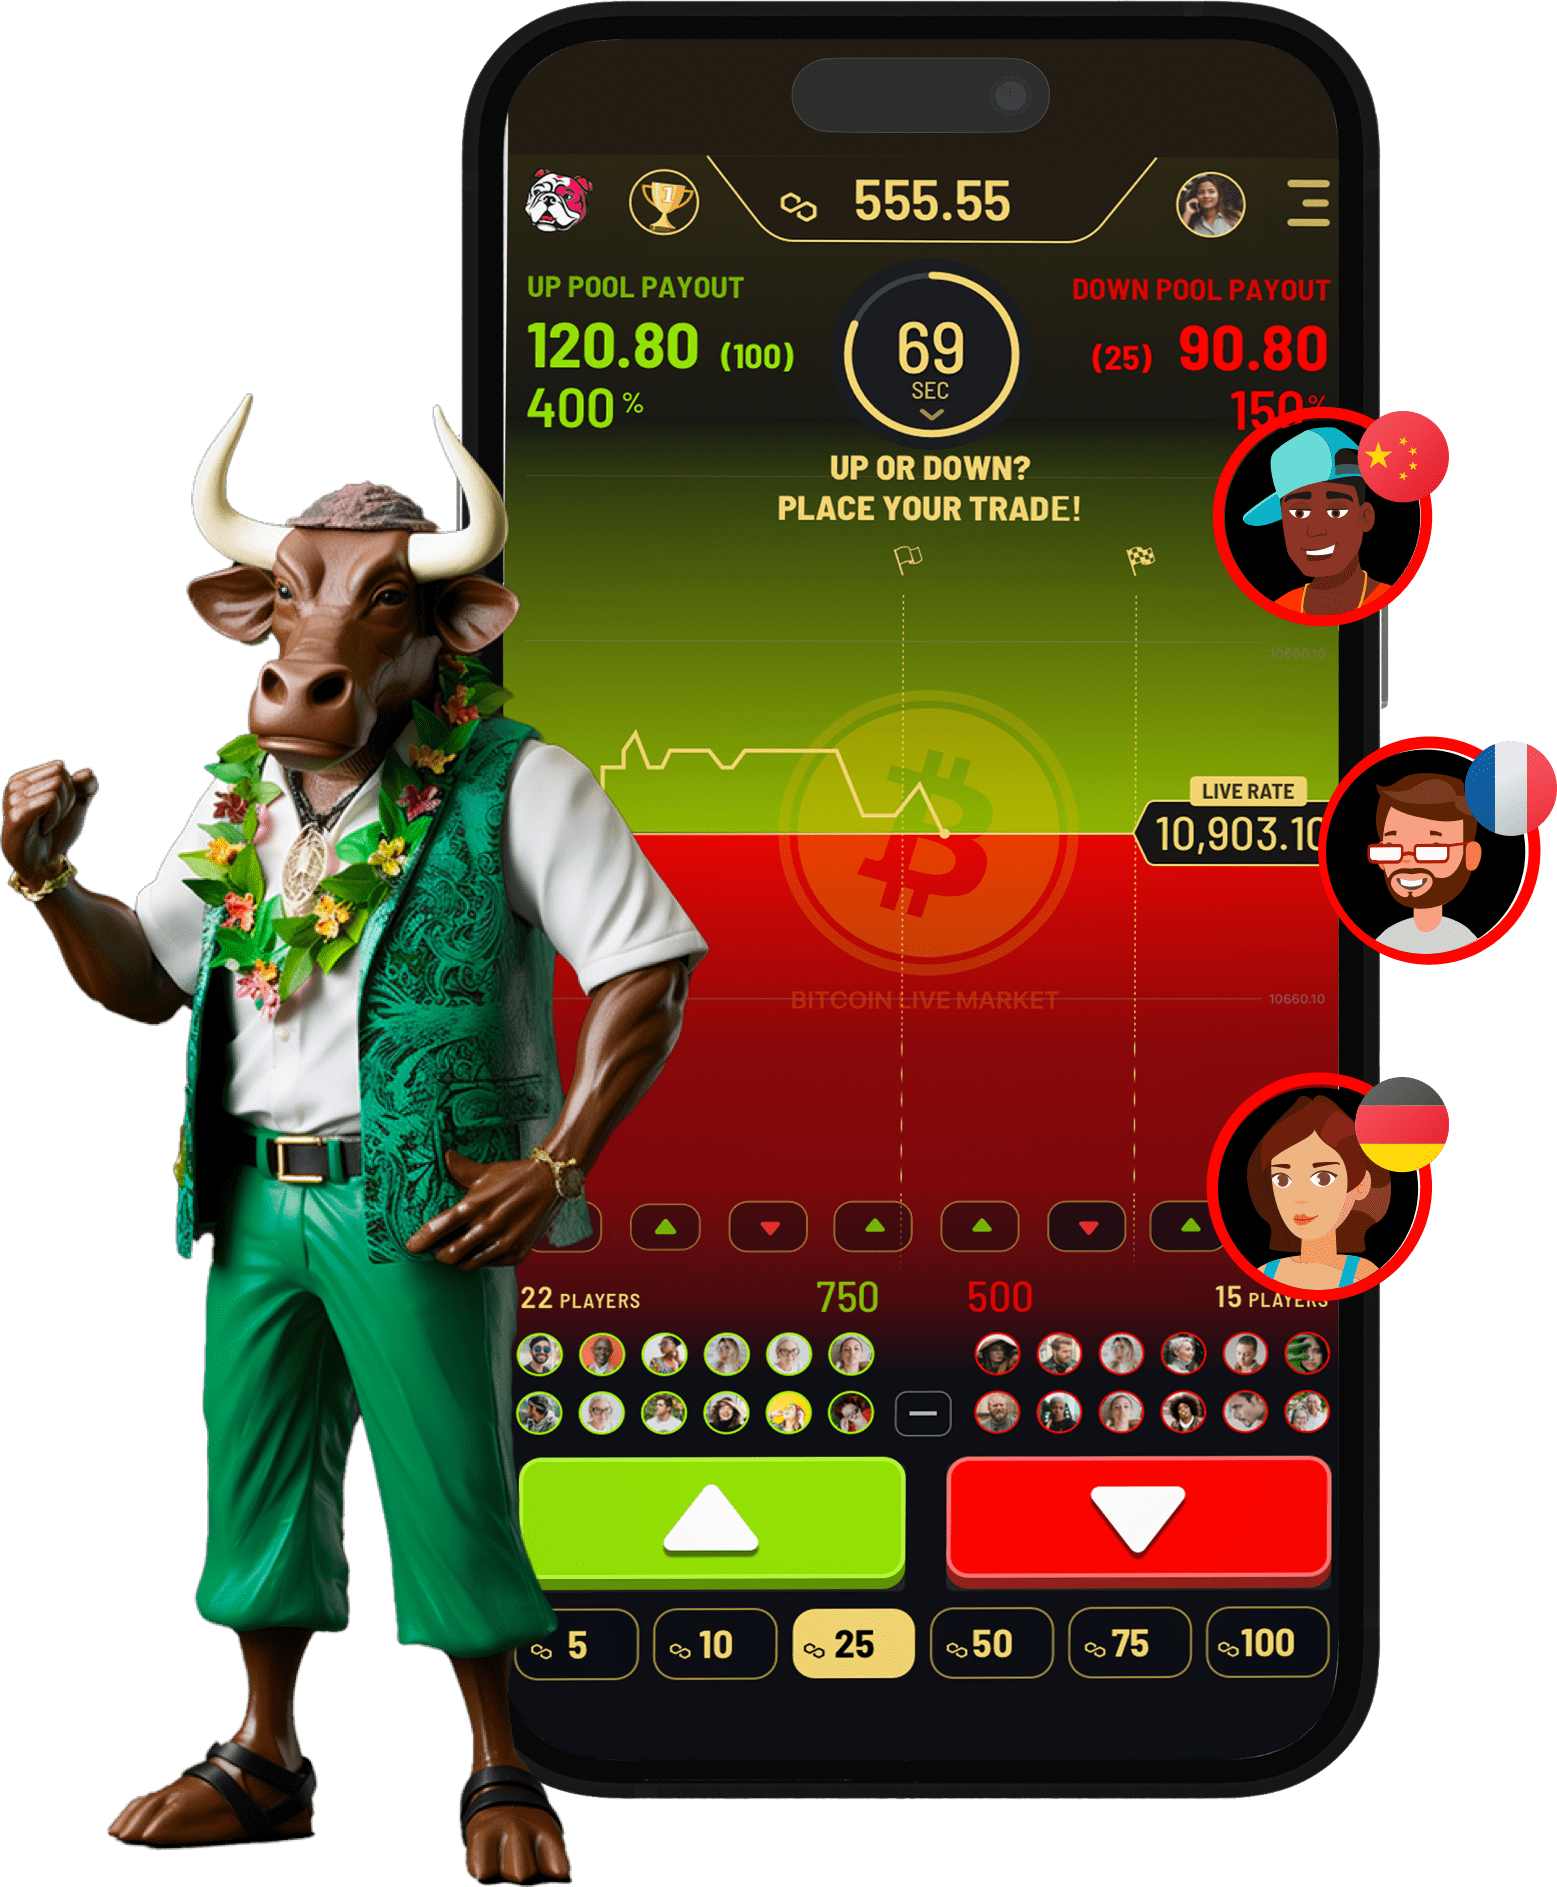 555.55
UP POOL PAYOUT
DOWN POOL PAYOUT
120.80 (100)
(25) 90.80
400 %
150 %
69
SEC
UP OR DOWN?
PLACE YOUR TRADE!
10680.10
LIVE RATE
10,903.10
BITCOIN LIVE MARKET
10660.10
22 PLAYERS
750
500
15 PLAYERS
5
10
25
50
75
100